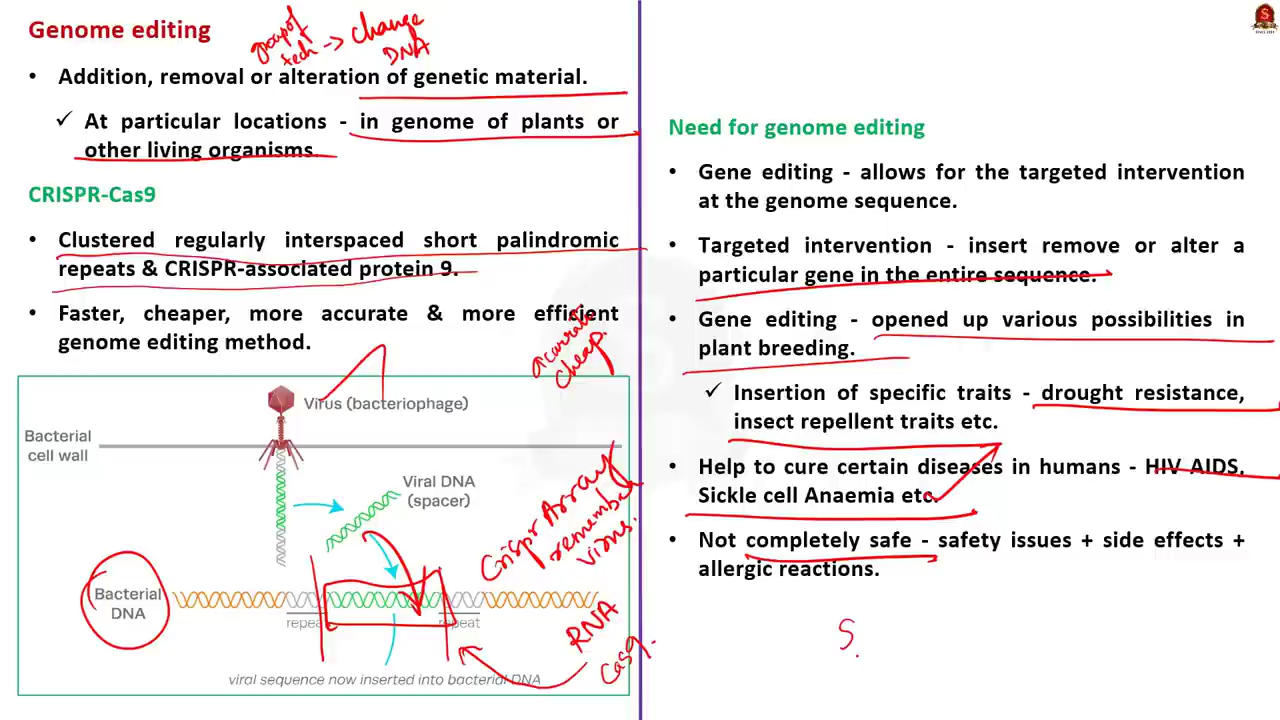 Genome editing
group of
tech → change
DNA
• Addition, removal or alteration of genetic material.
✓ At particular locations - in genome of plants or
other living organisms.
CRISPR-Cas9
• Clustered regularly interspaced short palindromic
repeats & CRISPR-associated protein 9.
• Faster, cheaper, more accurate & more efficient
genome editing method.
cheap.
Virus (bacteriophage)
Bacterial
cell wall
Viral DNA
(spacer)
Crispr Array
remember
virus.
Bacterial
DNA
repeat
repeat
RNA
Cas9.
viral sequence now inserted into bacterial DNA
Need for genome editing
• Gene editing - allows for the targeted intervention
at the genome sequence.
• Targeted intervention - insert remove or alter a
particular gene in the entire sequence.
• Gene editing - opened up various possibilities in
plant breeding.
✓ Insertion of specific traits - drought resistance,
insect repellent traits etc.
• Help to cure certain diseases in humans - HIV AIDS,
Sickle cell Anaemia etc.
• Not completely safe - safety issues + side effects +
allergic reactions.
S.